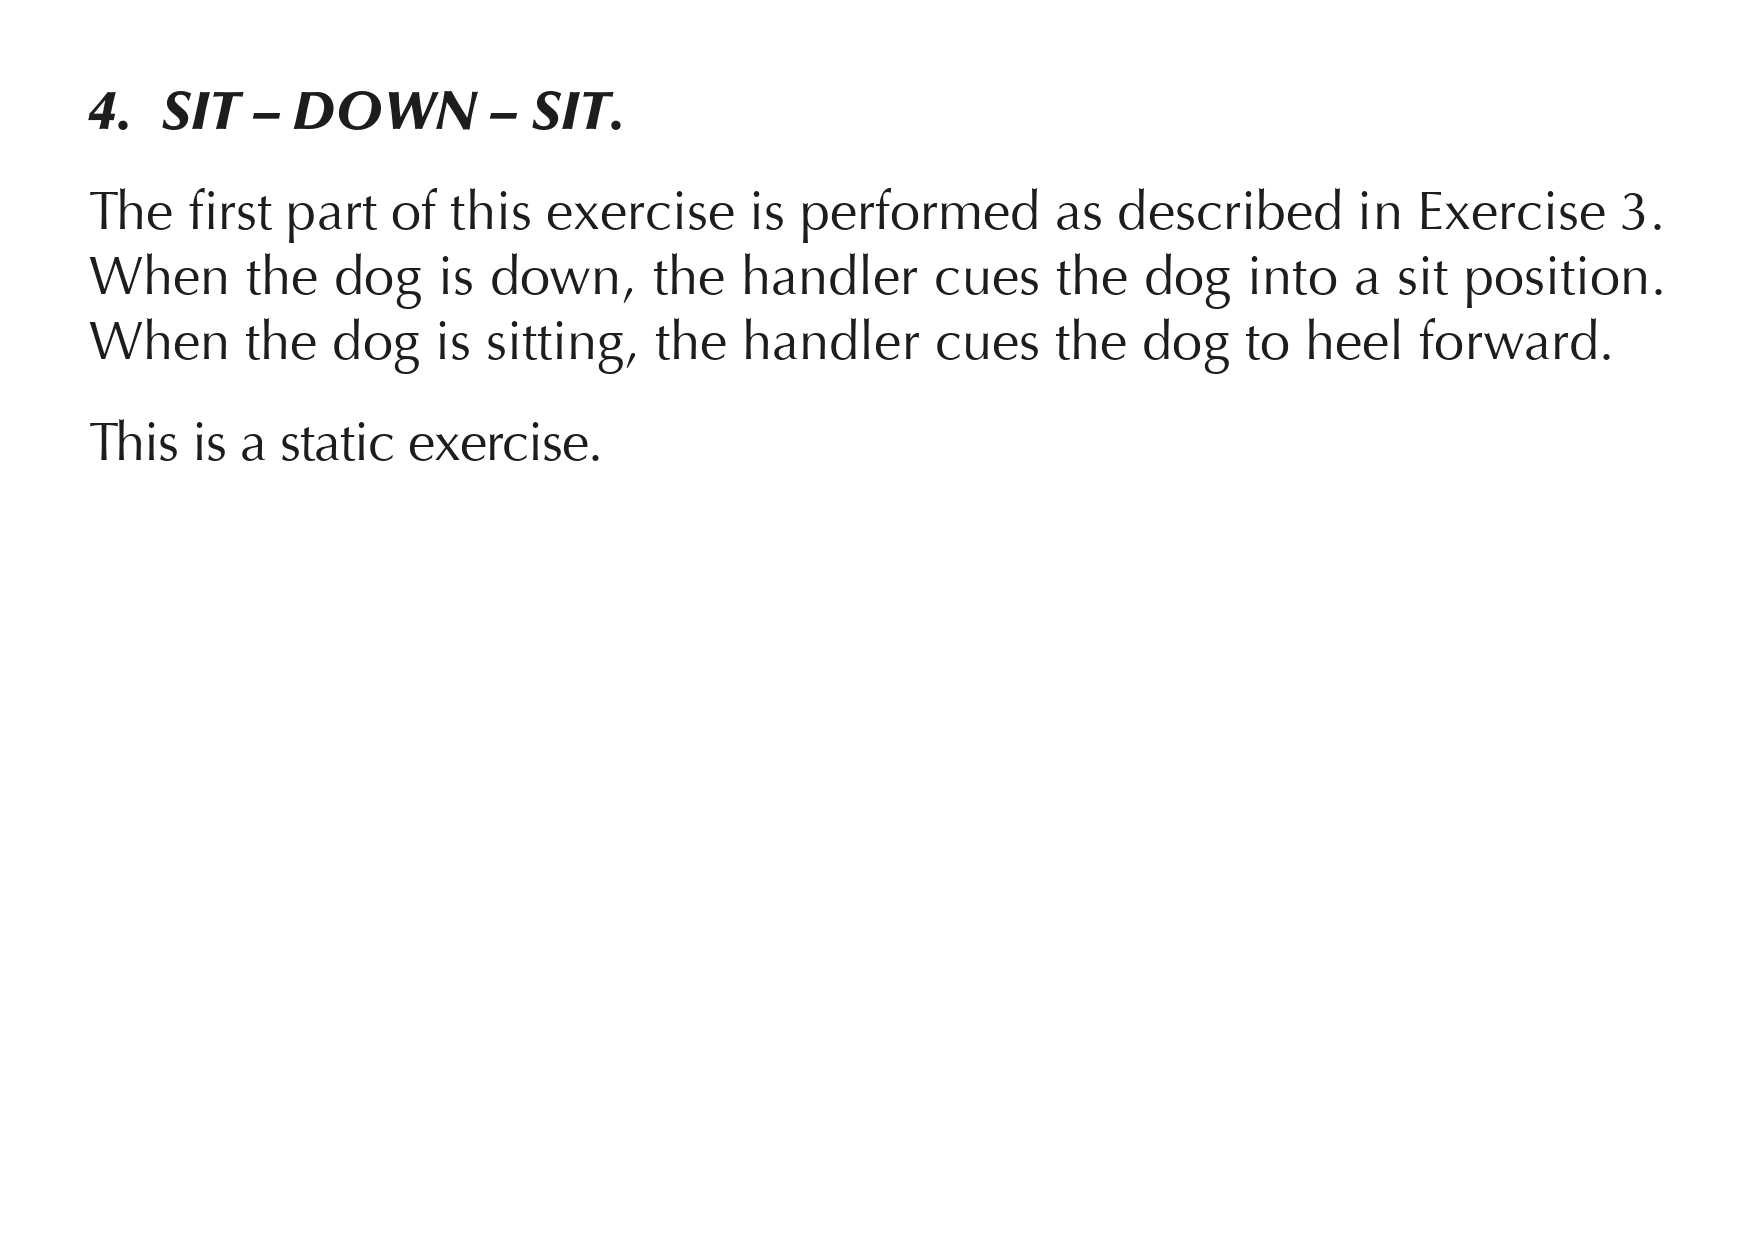 4. SIT – DOWN – SIT.
The first part of this exercise is performed as described in Exercise 3.
When the dog is down, the handler cues the dog into a sit position.
When the dog is sitting, the handler cues the dog to heel forward.
This is a static exercise.